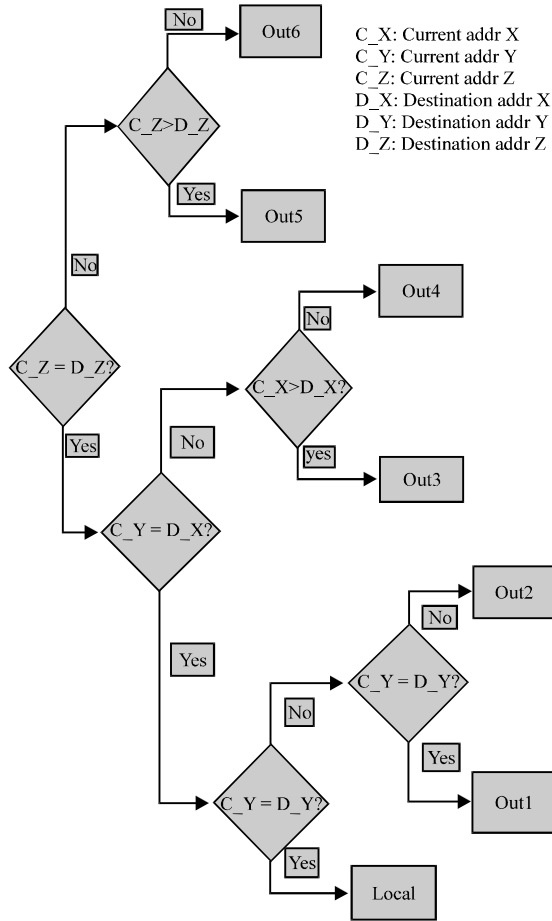 No
Out6
C_X: Current addr X
C_Y: Current addr Y
C_Z: Current addr Z
D_X: Destination addr X
D_Y: Destination addr Y
D_Z: Destination addr Z
C_Z>D_Z
Yes
Out5
No
Out4
No
C_Z = D_Z?
C_X>D_X?
Yes
No
yes
Out3
C_Y = D_X?
Out2
No
Yes
C_Y = D_Y?
No
Yes
C_Y = D_Y?
Out1
Yes
Local